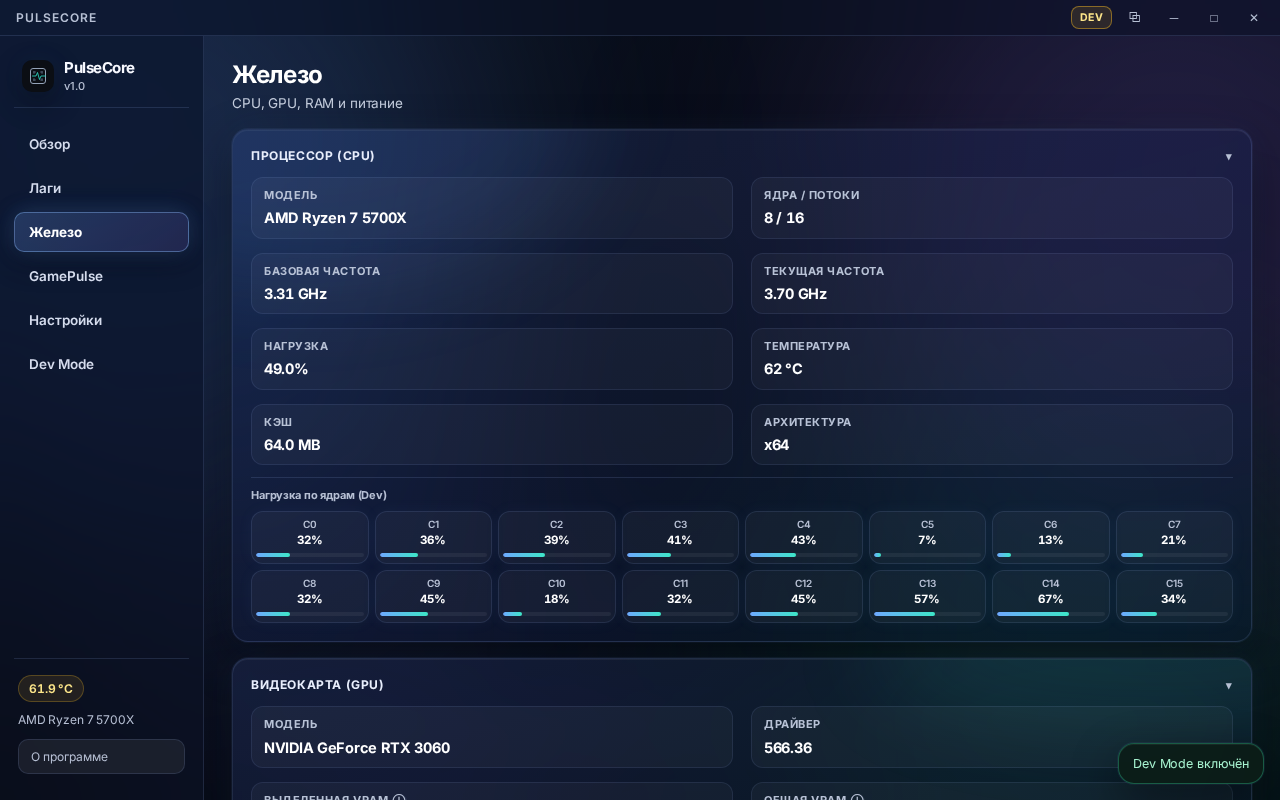 PULSECORE
DEV
PulseCore
v1.0
Обзор
Лаги
Железо
GamePulse
Настройки
Dev Mode
61.9 °C
AMD Ryzen 7 5700X
О программе
Железо
CPU, GPU, RAM и питание
ПРОЦЕССОР (CPU)
МОДЕЛЬ
AMD Ryzen 7 5700X
ЯДРА / ПОТОКИ
8 / 16
БАЗОВАЯ ЧАСТОТА
3.31 GHz
ТЕКУЩАЯ ЧАСТОТА
3.70 GHz
НАГРУЗКА
49.0%
ТЕМПЕРАТУРА
62 °C
КЭШ
64.0 MB
АРХИТЕКТУРА
x64
Нагрузка по ядрам (Dev)
C0
32%
C1
36%
C2
39%
C3
41%
C4
43%
C5
7%
C6
13%
C7
21%
C8
32%
C9
45%
C10
18%
C11
32%
C12
45%
C13
57%
C14
67%
C15
34%
ВИДЕОКАРТА (GPU)
МОДЕЛЬ
NVIDIA GeForce RTX 3060
ДРАЙВЕР
566.36
ВЫДЕЛЕННАЯ VRAM
ОБЩАЯ VRAM
Dev Mode включён